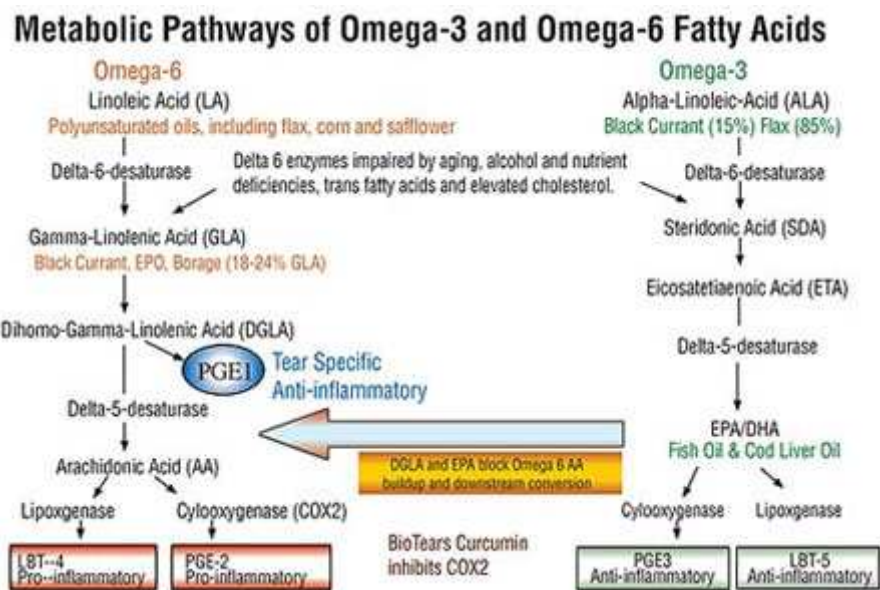 Metabolic Pathways of Omega-3 and Omega-6 Fatty Acids
Omega-6
Linoleic Acid (LA)
Polyunsaturated oils, including flax, corn and safflower
Delta-6-desaturase
Delta 6 enzymes impaired by aging, alcohol and nutrient
deficiencies, trans fatty acids and elevated cholesterol.
Gamma-Linolenic Acid (GLA)
Black Currant, EPO, Borage (18-24% GLA)
Dihomo-Gamma-Linolenic Acid (DGLA)
PGE1
Tear Specific
Anti-inflammatory
Delta-5-desaturase
Arachidonic Acid (AA)
Lipoxgenase
Cylooxygenase (COX2)
LBT--4
Pro--inflammatory
PGE-2
Pro-inflammatory
Omega-3
Alpha-Linoleic-Acid (ALA)
Black Currant (15%) Flax (85%)
Delta-6-desaturase
Steridonic Acid (SDA)
Eicosatetiaenoic Acid (ETA)
Delta-5-desaturase
EPA/DHA
Fish Oil & Cod Liver Oil
DGLA and EPA block Omega 6 AA
buildup and downstream conversion
Cylooxygenase
Lipoxgenase
BioTears Curcumin
inhibits COX2
PGE3
Anti-inflammatory
LBT-5
Anti-inflammatory